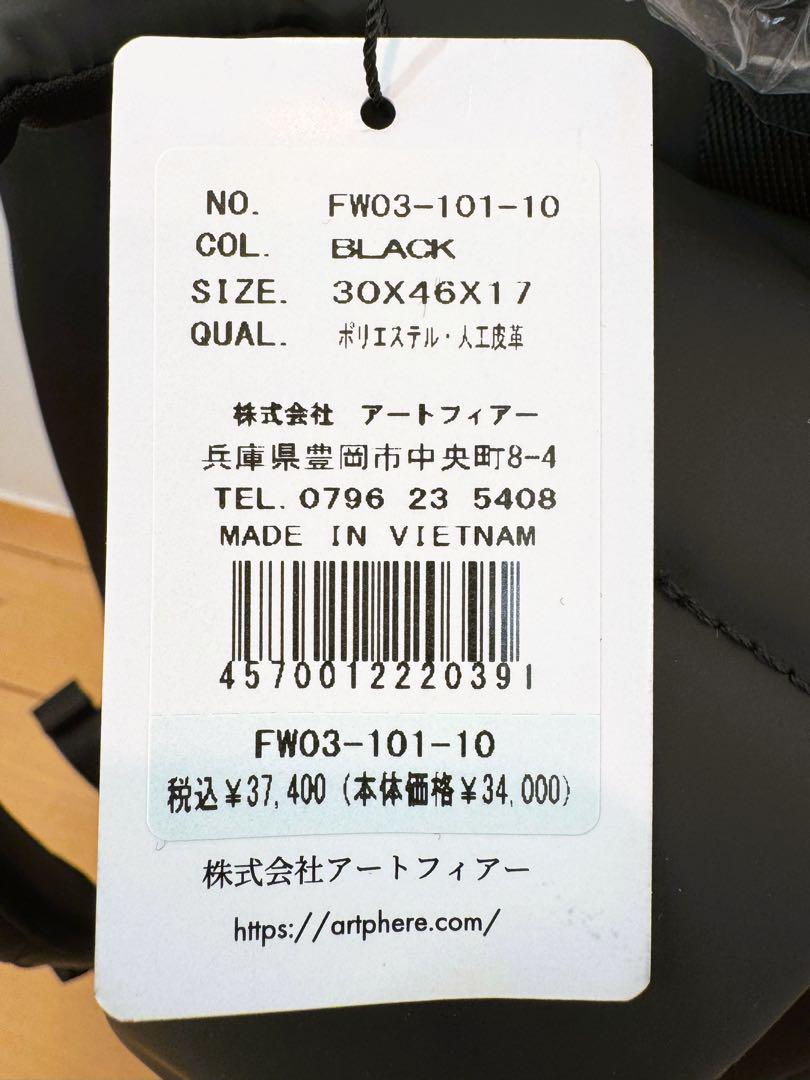 NO. FW03-101-10
COL. BLACK
SIZE. 30X46X17
QUAL. ポリエステル・人工皮革
株式会社 アートフィアー
兵庫県豊岡市中央町8-4
TEL. 0796 23 5408
MADE IN VIETNAM
4570012220391
FW03-101-10
税込¥37,400 (本体価格¥34,000)
株式会社アートフィアー
https://artphere.com/